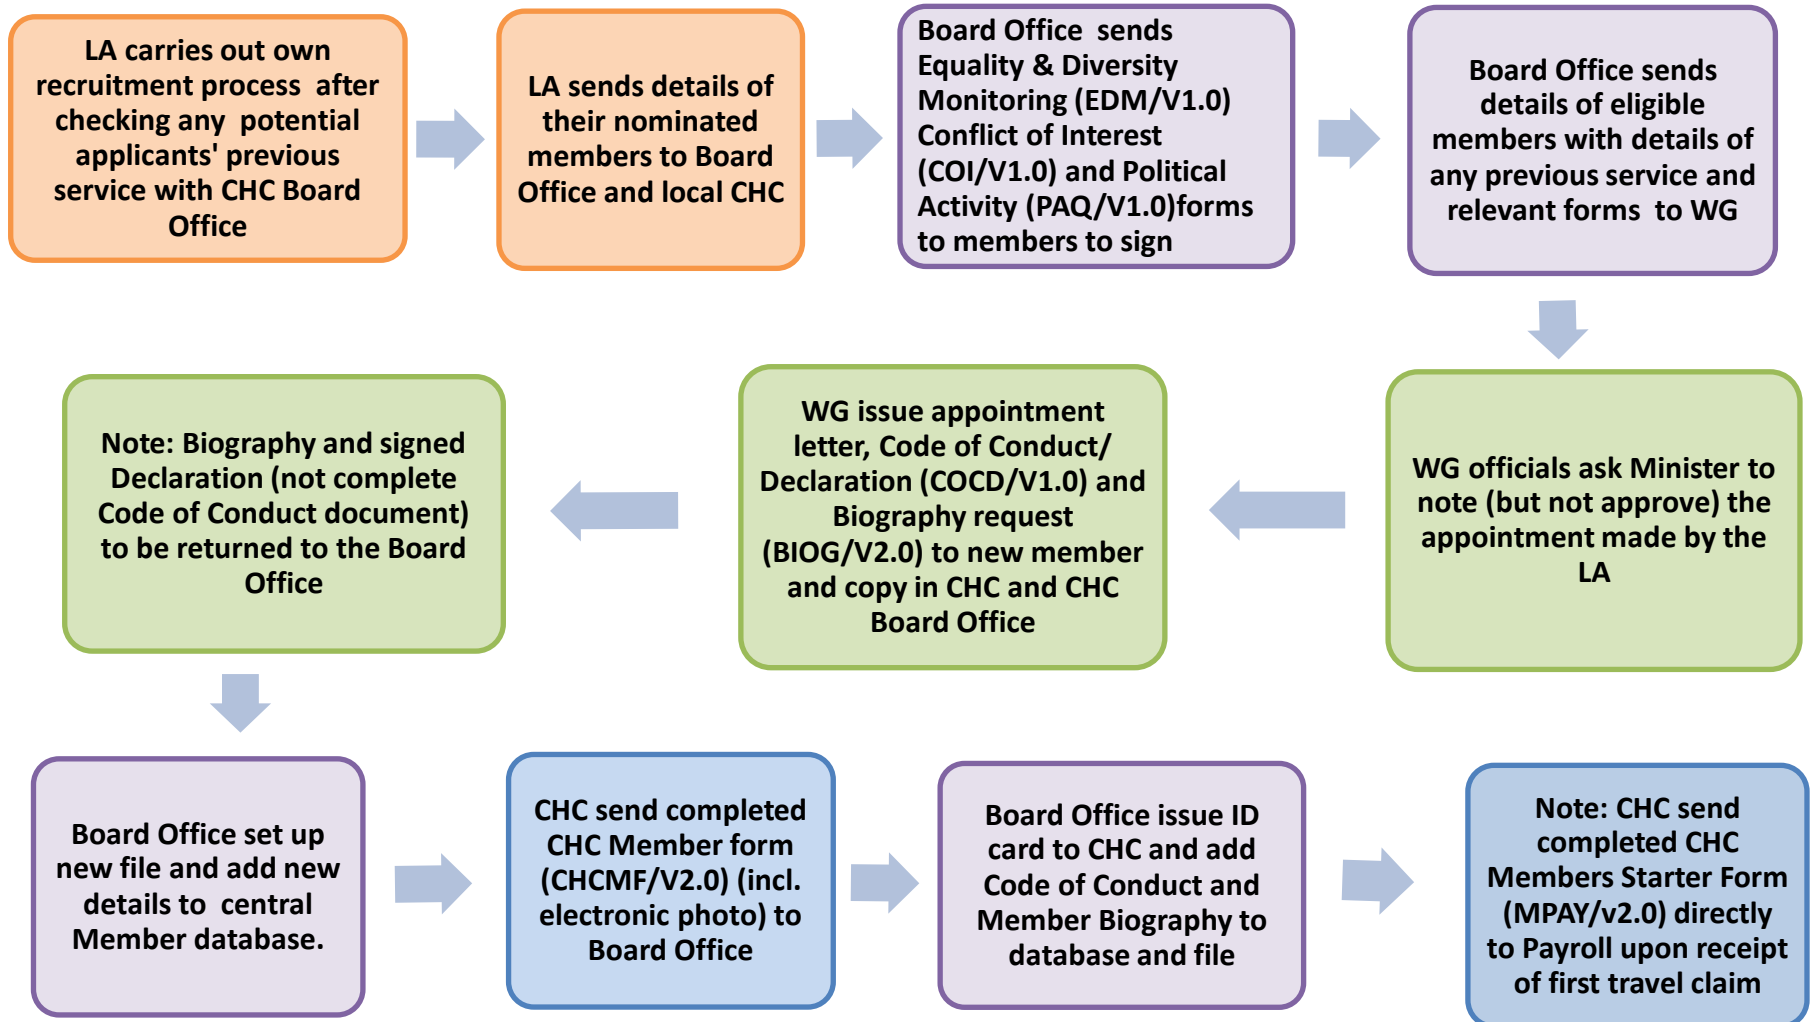 LA carries out own
recruitment process after
checking any potential
applicants' previous
service with CHC Board
Office
LA sends details of
their nominated
members to Board
Office and local CHC
Board Office sends
Equality & Diversity
Monitoring (EDM/V1.0)
Conflict of Interest
(COI/V1.0) and Political
Activity (PAQ/V1.0)forms
to members to sign
Board Office sends
details of eligible
members with details of
any previous service and
relevant forms to WG
WG officials ask Minister to
note (but not approve) the
appointment made by the
LA
WG issue appointment
letter, Code of Conduct/
Declaration (COCD/V1.0) and
Biography request
(BIOG/V2.0) to new member
and copy in CHC and CHC
Board Office
Note: Biography and signed
Declaration (not complete
Code of Conduct document)
to be returned to the Board
Office
Board Office set up
new file and add new
details to central
Member database.
CHC send completed
CHC Member form
(CHCMF/V2.0) (incl.
electronic photo) to
Board Office
Board Office issue ID
card to CHC and add
Code of Conduct and
Member Biography to
database and file
Note: CHC send
completed CHC
Members Starter Form
(MPAY/v2.0) directly
to Payroll upon receipt
of first travel claim